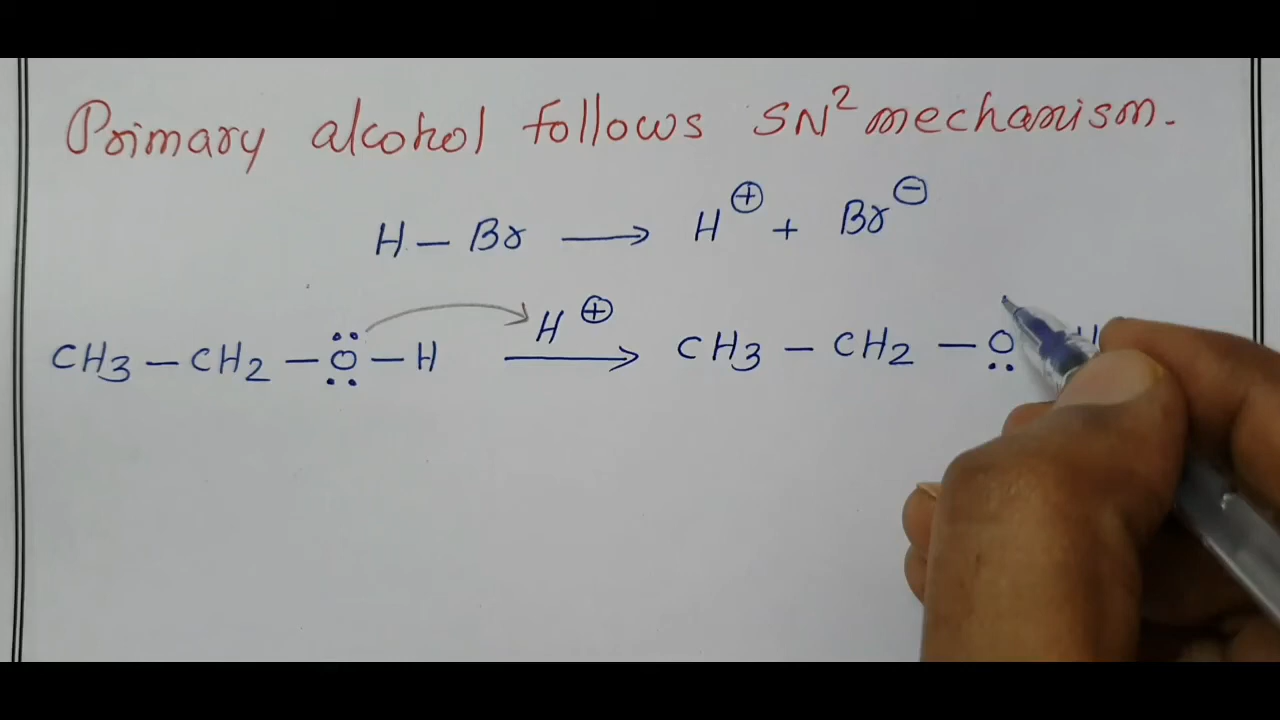 Primary alcohol follows SN² mechanism.
H — Br ⟶ H⊕ + Br⊖
CH3 — CH2 — Ö̤ — H ⟶ H⊕ CH3 — CH2 — O̤ H